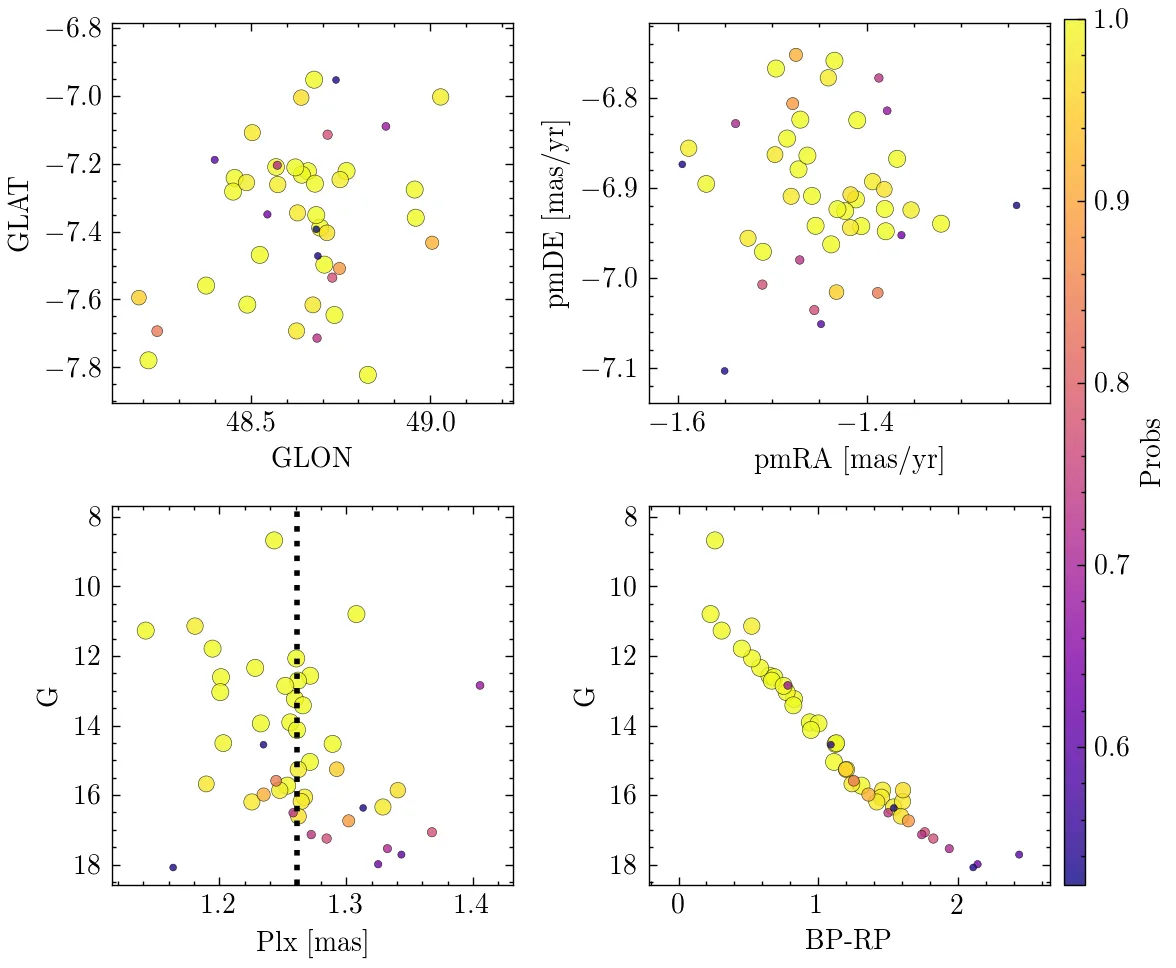 −6.8
−7.0
−7.2
−7.4
−7.6
−7.8
GLAT
48.5 49.0
GLON
−6.8
−6.9
−7.0
−7.1
pmDE [mas/yr]
−1.6 −1.4
pmRA [mas/yr]
8
10
12
14
16
18
G
1.2 1.3 1.4
Plx [mas]
8
10
12
14
16
18
G
0 1 2
BP-RP
1.0
0.9
0.8
0.7
0.6
Probs